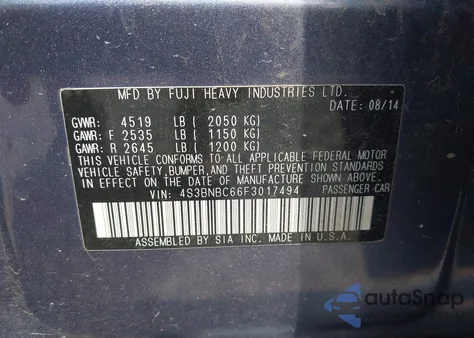 MFD BY FUJI HEAVY INDUSTRIES LTD.
DATE: 08/14
GVWR: 4519 LB ( 2050 KG)
GAWR: F 2535 LB ( 1150 KG)
GAWR: R 2645 LB ( 1200 KG)
THIS VEHICLE CONFORMS TO ALL APPLICABLE FEDERAL MOTOR
VEHICLE SAFETY, BUMPER, AND THEFT PREVENTION STANDARDS
IN EFFECT ON THE DATE OF MANUFACTURE SHOWN ABOVE.
VIN: 4S3BNBC66F3017494 PASSENGER CAR
ASSEMBLED BY SIA INC. MADE IN U.S.A.
autoSnap